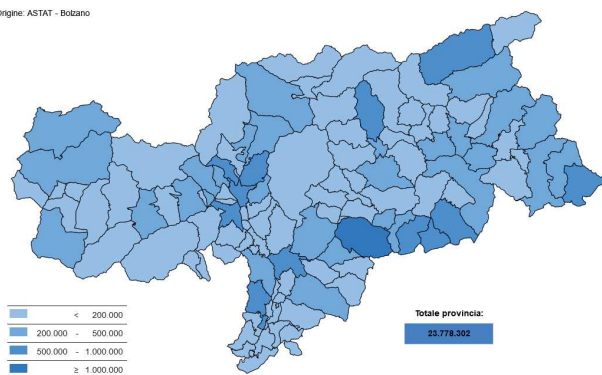 Origine: ASTAT - Bolzano
< 200.000
200.000 - 500.000
500.000 - 1.000.000
≥ 1.000.000
Totale provincia:
23.778.302